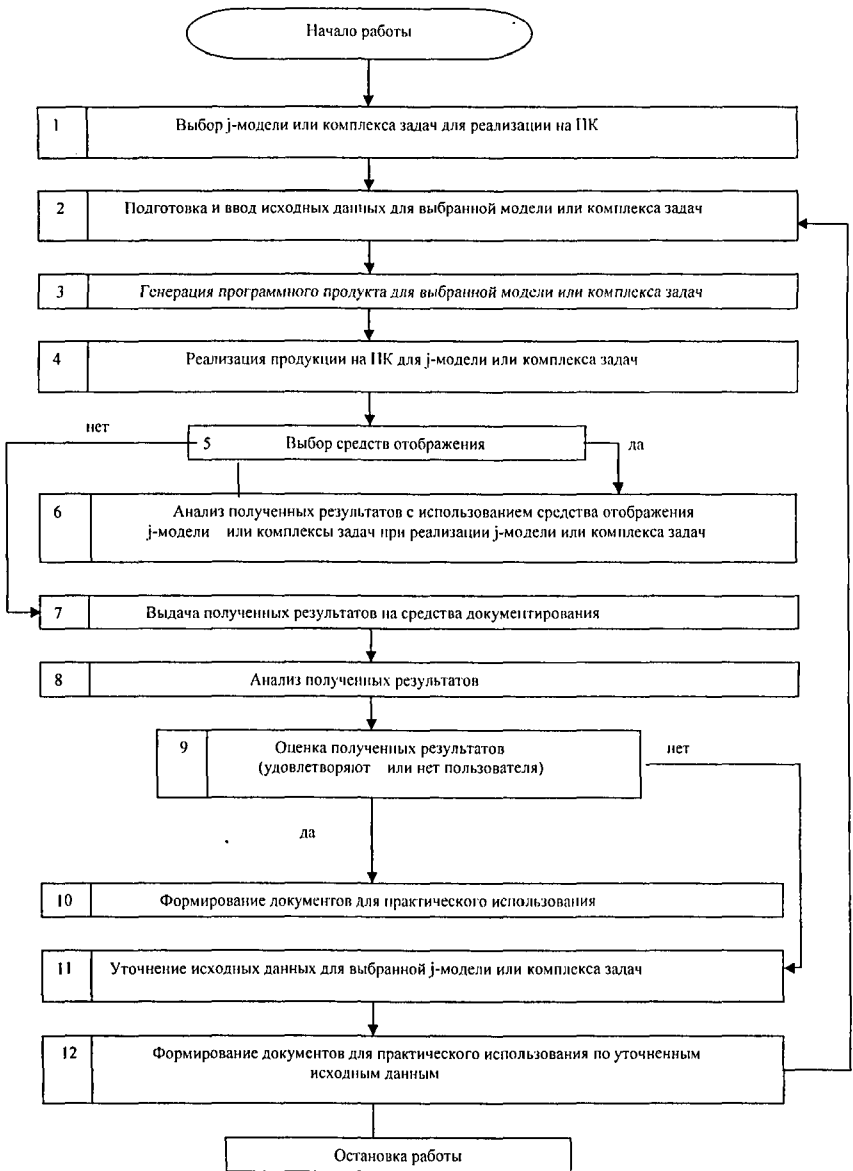 Начало работы
1 Выбор j-модели или комплекса задач для реализации на ПК
2 Подготовка и ввод исходных данных для выбранной модели или комплекса задач
3 Генерация программного продукта для выбранной модели или комплекса задач
4 Реализация продукции на ПК для j-модели или комплекса задач
нет
5 Выбор средств отображения
да
6 Анализ полученных результатов с использованием средства отображения
j-модели или комплексы задач при реализации j-модели или комплекса задач
7 Выдача полученных результатов на средства документирования
8 Анализ полученных результатов
9 Оценка полученных результатов
(удовлетворяют или нет пользователя)
нет
да
10 Формирование документов для практического использования
11 Уточнение исходных данных для выбранной j-модели или комплекса задач
12 Формирование документов для практического использования по уточненным
исходным данным
Остановка работы